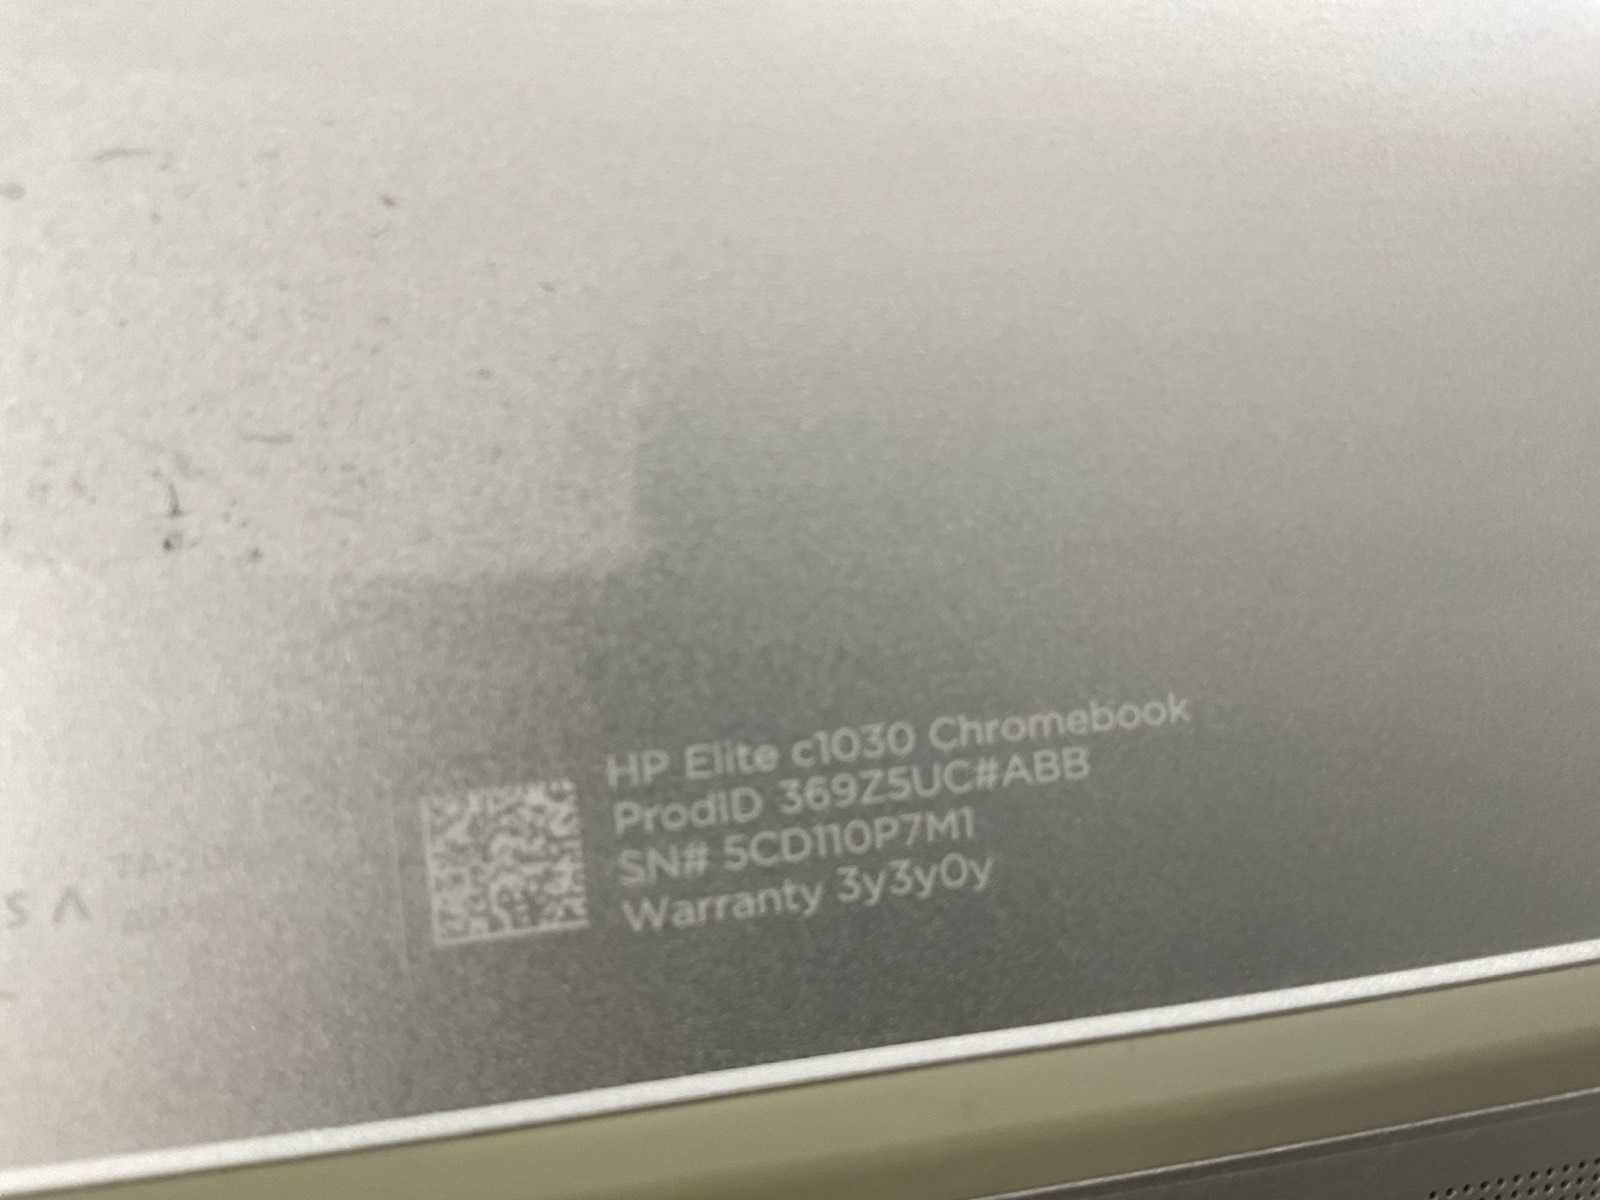 HP Elite c1030 Chromebook
ProdID 369Z5UC#ABB
SN# 5CD110P7M1
Warranty 3y3y0y